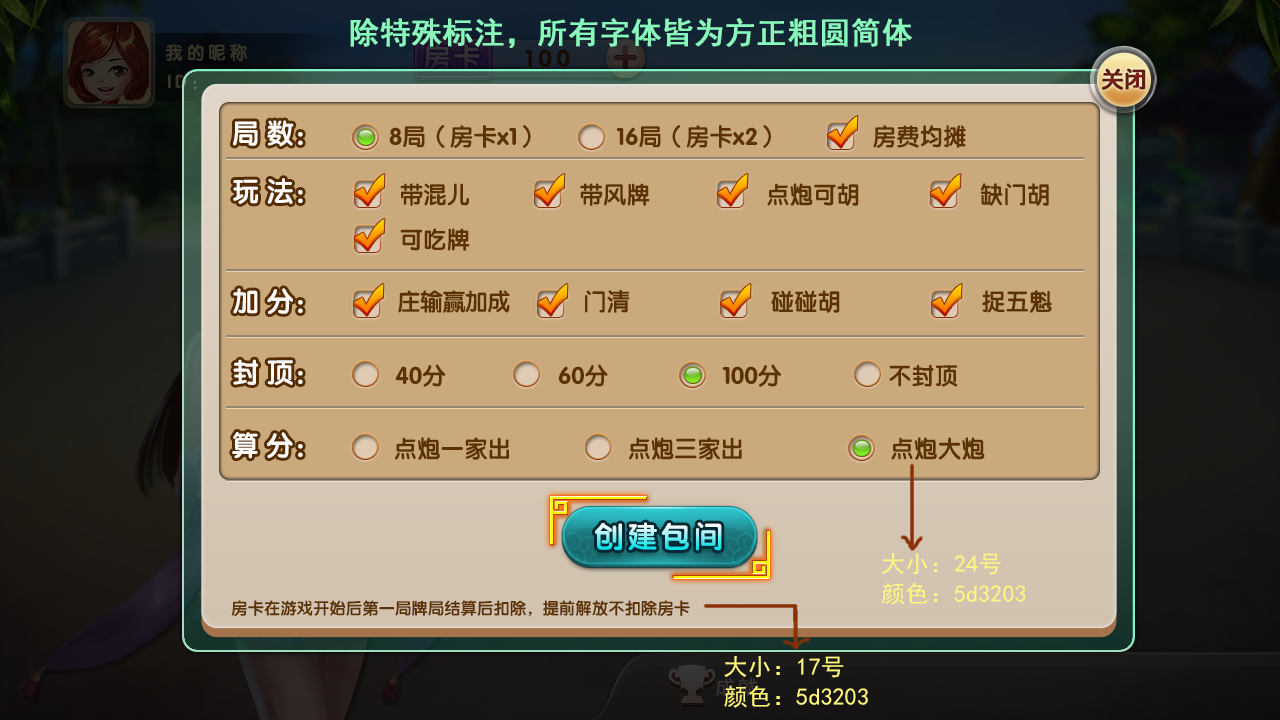 除特殊标注，所有字体皆为方正粗圆简体
我的昵称
房卡 100
ID:
关闭
局数: 8局（房卡x1） 16局（房卡x2） 房费均摊
玩法: 带混儿 带风牌 点炮可胡 缺门胡
可吃牌
加分: 庄输赢加成 门清 碰碰胡 捉五魁
封顶: 40分 60分 100分 不封顶
算分: 点炮一家出 点炮三家出 点炮大炮
创建包间
大小：24号
颜色：5d3203
房卡在游戏开始后第一局牌局结算后扣除，提前解放不扣除房卡
大小：17号
颜色：5d3203